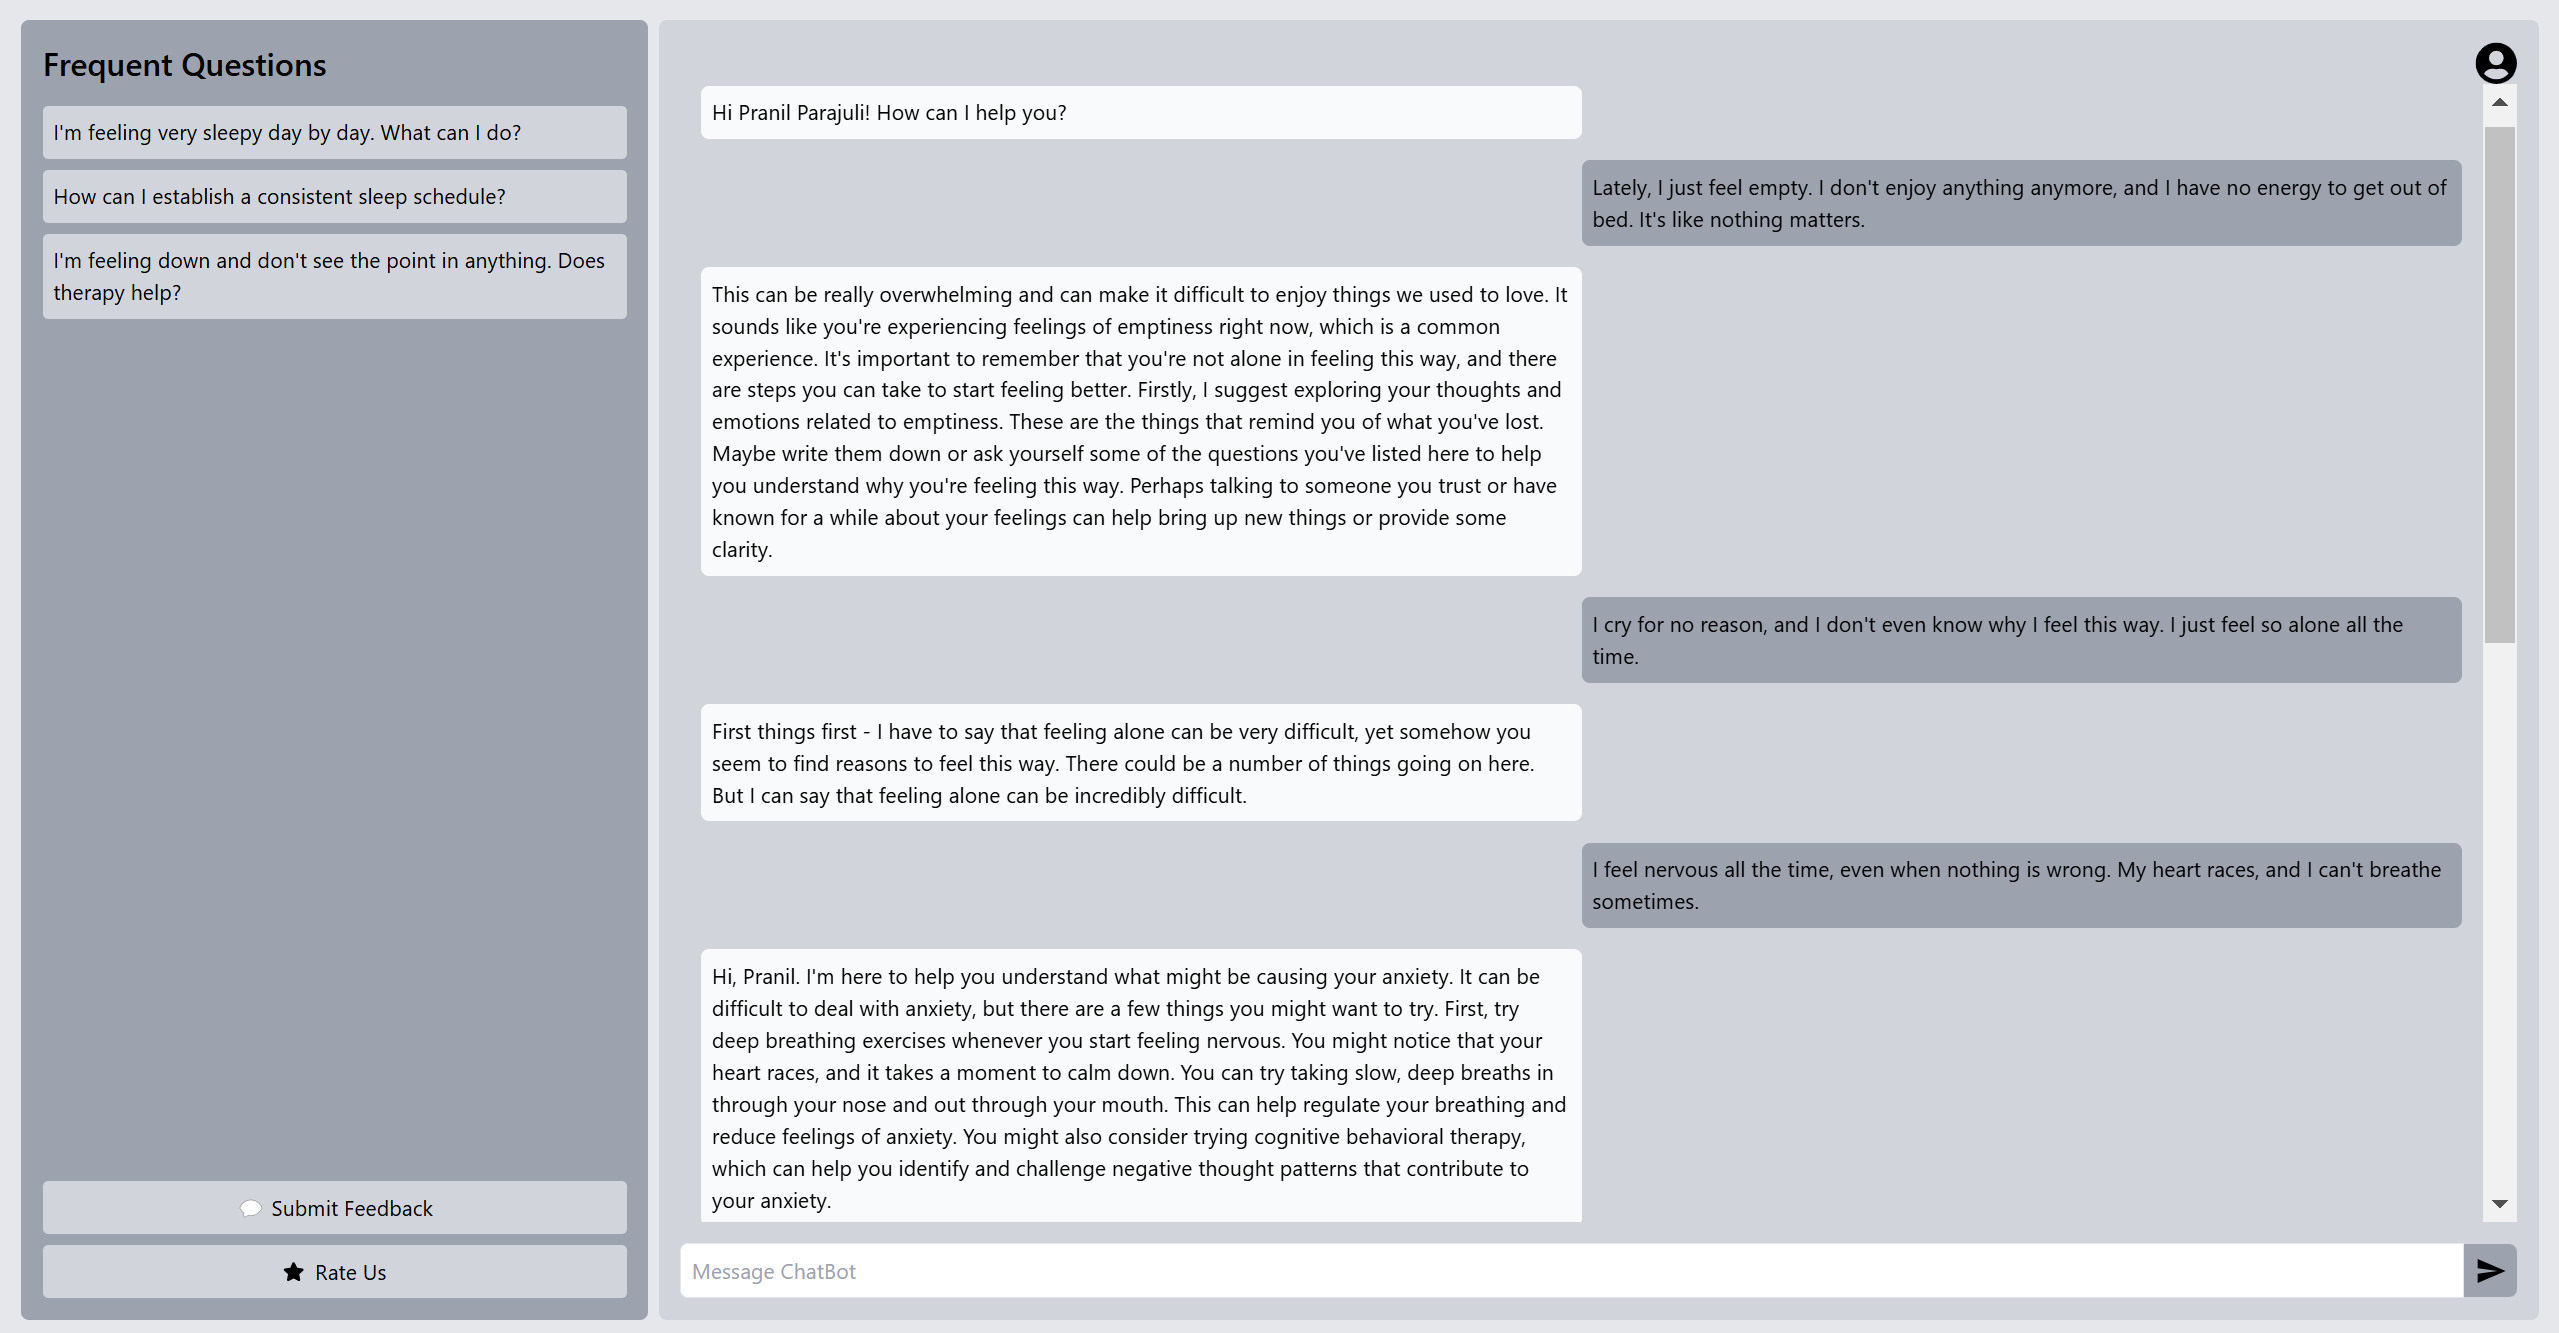 Frequent Questions
I'm feeling very sleepy day by day. What can I do?
How can I establish a consistent sleep schedule?
I'm feeling down and don't see the point in anything. Does
therapy help?
Submit Feedback
Rate Us
Hi Pranil Parajuli! How can I help you?
Lately, I just feel empty. I don't enjoy anything anymore, and I have no energy to get out of
bed. It's like nothing matters.
This can be really overwhelming and can make it difficult to enjoy things we used to love. It
sounds like you're experiencing feelings of emptiness right now, which is a common
experience. It's important to remember that you're not alone in feeling this way, and there
are steps you can take to start feeling better. Firstly, I suggest exploring your thoughts and
emotions related to emptiness. These are the things that remind you of what you've lost.
Maybe write them down or ask yourself some of the questions you've listed here to help
you understand why you're feeling this way. Perhaps talking to someone you trust or have
known for a while about your feelings can help bring up new things or provide some
clarity.
I cry for no reason, and I don't even know why I feel this way. I just feel so alone all the
time.
First things first - I have to say that feeling alone can be very difficult, yet somehow you
seem to find reasons to feel this way. There could be a number of things going on here.
But I can say that feeling alone can be incredibly difficult.
I feel nervous all the time, even when nothing is wrong. My heart races, and I can't breathe
sometimes.
Hi, Pranil. I'm here to help you understand what might be causing your anxiety. It can be
difficult to deal with anxiety, but there are a few things you might want to try. First, try
deep breathing exercises whenever you start feeling nervous. You might notice that your
heart races, and it takes a moment to calm down. You can try taking slow, deep breaths in
through your nose and out through your mouth. This can help regulate your breathing and
reduce feelings of anxiety. You might also consider trying cognitive behavioral therapy,
which can help you identify and challenge negative thought patterns that contribute to
your anxiety.
Message ChatBot